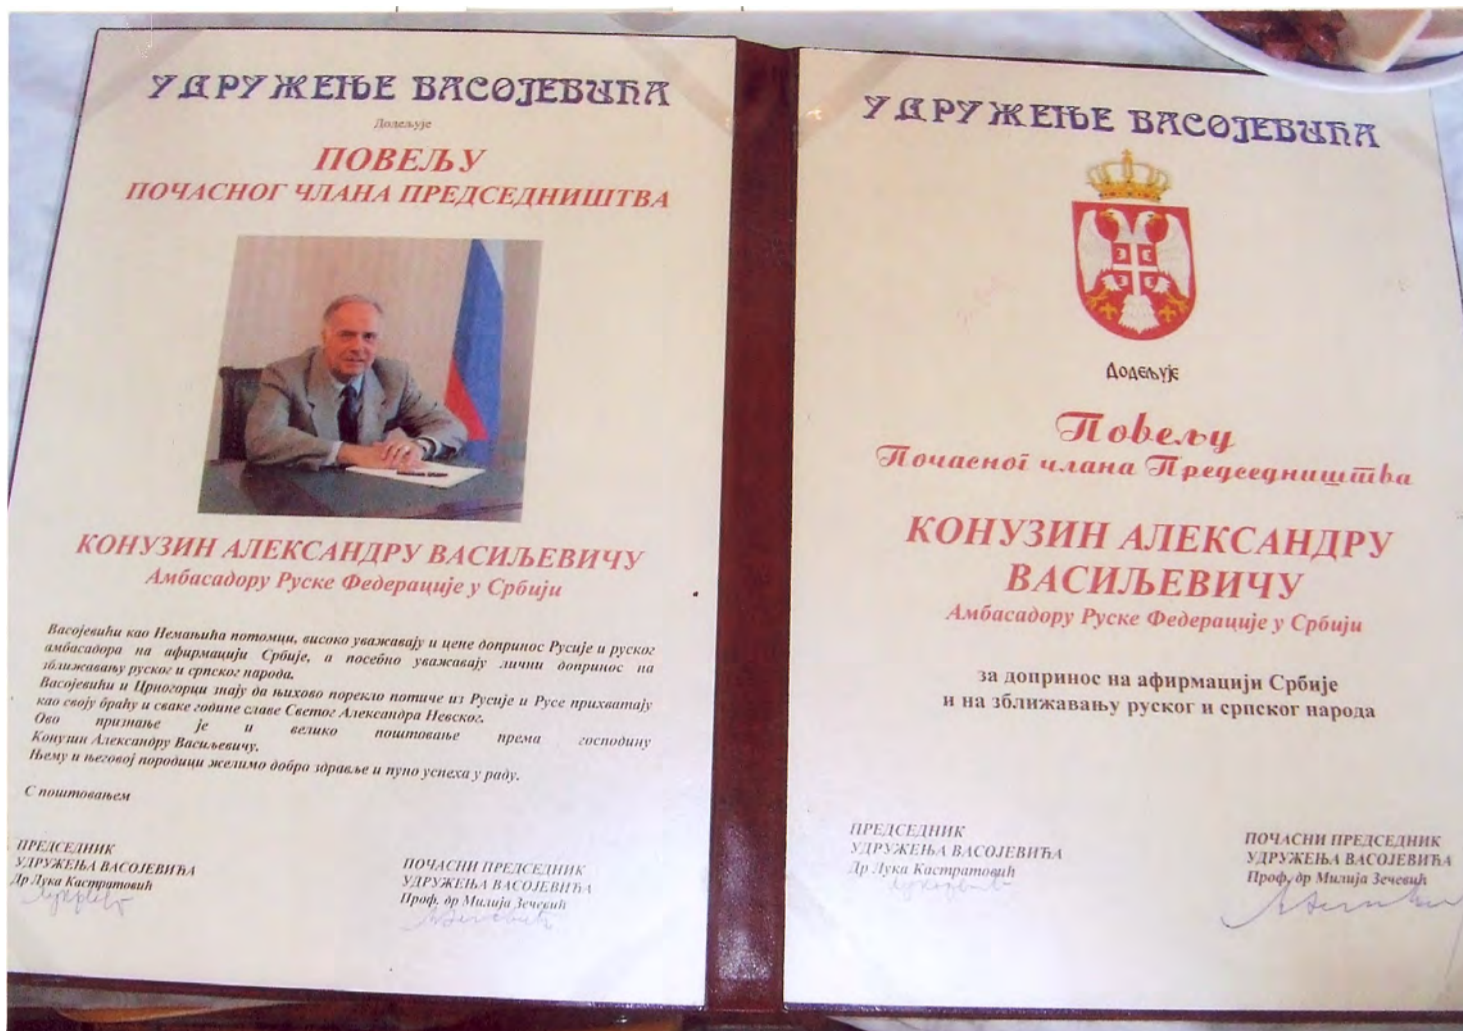 УДРУЖЕЊЕ ВАСОЈЕВИЋА
Додељује
ПОВЕЉУ
ПОЧАСНОГ ЧЛАНА ПРЕДСЕДНИШТВА
КОНУЗИН АЛЕКСАНДРУ ВАСИЉЕВИЧУ
Амбасадору Руске Федерације у Србији
Васојевићи као Немањића потомци, високо уважавају и цене допринос Русије и руског
амбасадора на афирмацији Србије, а посебно уважавају лични допринос на
зближавању руског и српског народа.
Васојевићи и Црногорци знају да њихово порекло потиче из Русије и Русе прихватају
као своју браћу и сваке године славе Светог Александра Невског.
Ово признање је и велико поштовање према господину
Конузин Александру Васиљевичу.
Њему и његовој породици желимо добро здравље и пуно успеха у раду.
С поштовањем
ПРЕДСЕДНИК
УДРУЖЕЊА ВАСОЈЕВИЋА
Др Лука Кастратовић
ПОЧАСНИ ПРЕДСЕДНИК
УДРУЖЕЊА ВАСОЈЕВИЋА
Проф. др Милија Зечевић
УДРУЖЕЊЕ ВАСОЈЕВИЋА
Додељује
Повељу
Почасног члана Председништва
КОНУЗИН АЛЕКСАНДРУ
ВАСИЉЕВИЧУ
Амбасадору Руске Федерације у Србији
за допринос на афирмацији Србије
и на зближавању руског и српског народа
ПРЕДСЕДНИК
УДРУЖЕЊА ВАСОЈЕВИЋА
Др Лука Кастратовић
ПОЧАСНИ ПРЕДСЕДНИК
УДРУЖЕЊА ВАСОЈЕВИЋА
Проф. др Милија Зечевић